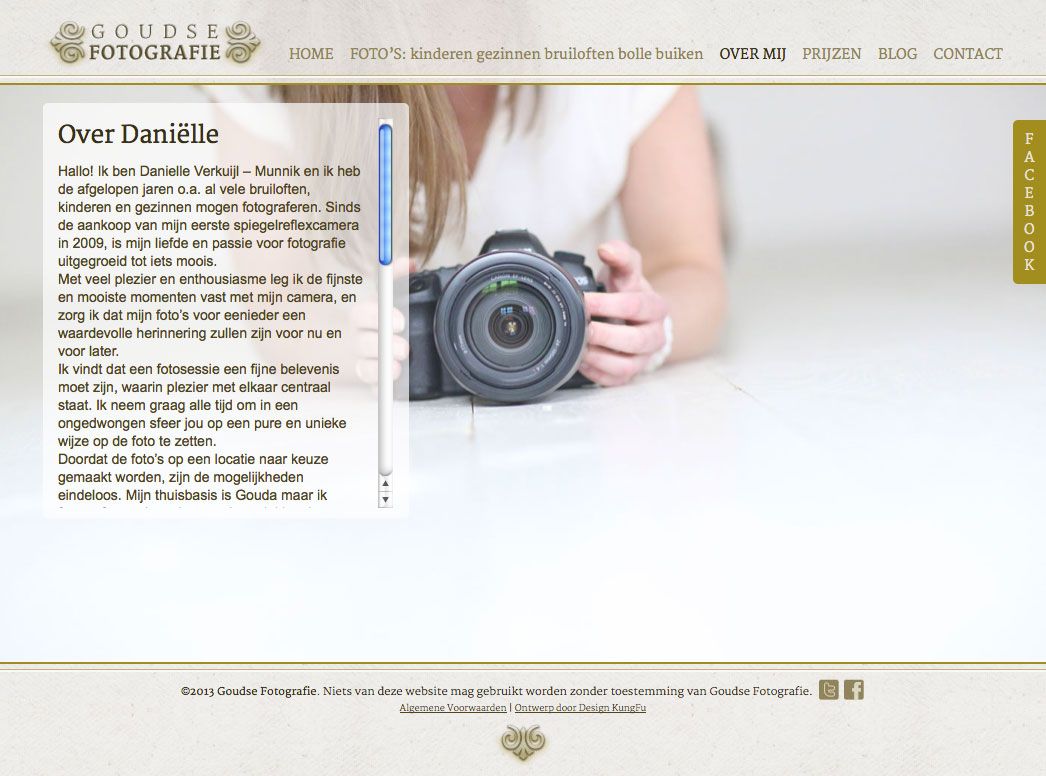 GOUDSE
FOTOGRAFIE
HOME FOTO'S: kinderen gezinnen bruiloften bolle buiken OVER MIJ PRIJZEN BLOG CONTACT
Over Daniëlle
Hallo! Ik ben Danielle Verkuijl – Munnik en ik heb
de afgelopen jaren o.a. al vele bruiloften,
kinderen en gezinnen mogen fotograferen. Sinds
de aankoop van mijn eerste spiegelreflexcamera
in 2009, is mijn liefde en passie voor fotografie
uitgegroeid tot iets moois.
Met veel plezier en enthousiasme leg ik de fijnste
en mooiste momenten vast met mijn camera, en
zorg ik dat mijn foto's voor eenieder een
waardevolle herinnering zullen zijn voor nu en
voor later.
Ik vindt dat een fotosessie een fijne belevenis
moet zijn, waarin plezier met elkaar centraal
staat. Ik neem graag alle tijd om in een
ongedwongen sfeer jou op een pure en unieke
wijze op de foto te zetten.
Doordat de foto's op een locatie naar keuze
gemaakt worden, zijn de mogelijkheden
eindeloos. Mijn thuisbasis is Gouda maar ik
FACEBOOK
©2013 Goudse Fotografie. Niets van deze website mag gebruikt worden zonder toestemming van Goudse Fotografie.
Algemene Voorwaarden | Ontwerp door Design KungFu